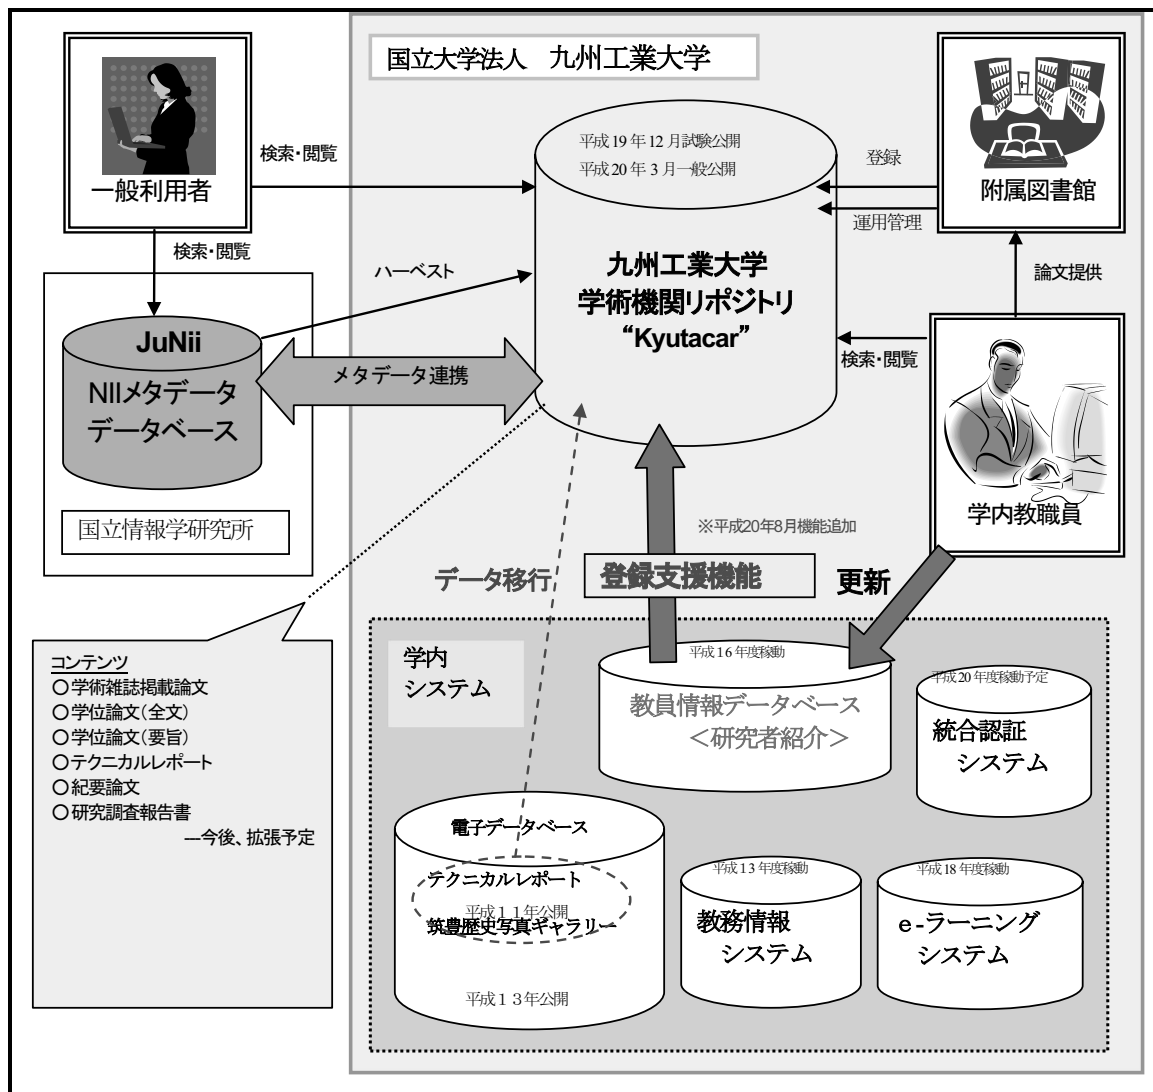 国立大学法人　九州工業大学
一般利用者
検索・閲覧
検索・閲覧
平成19年12月試験公開
平成20年3月一般公開
九州工業大学
学術機関リポジトリ
“Kyutacar”
登録
運用管理
附属図書館
論文提供
検索・閲覧
学内教職員
ハーベスト
JuNii
NIIメタデータ
データベース
国立情報学研究所
メタデータ連携
※平成20年8月機能追加
データ移行
登録支援機能
更新
コンテンツ
○学術雑誌掲載論文
○学位論文（全文）
○学位論文（要旨）
○テクニカルレポート
○紀要論文
○研究調査報告書
---今後、拡張予定
学内
システム
平成16年度稼動
教員情報データベース
＜研究者紹介＞
平成20年度稼動予定
統合認証
システム
電子データベース
テクニカルレポート
平成１１年公開
筑豊歴史写真ギャラリー
平成１３年公開
平成13年度稼動
教務情報
システム
平成18年度稼動
e-ラーニング
システム